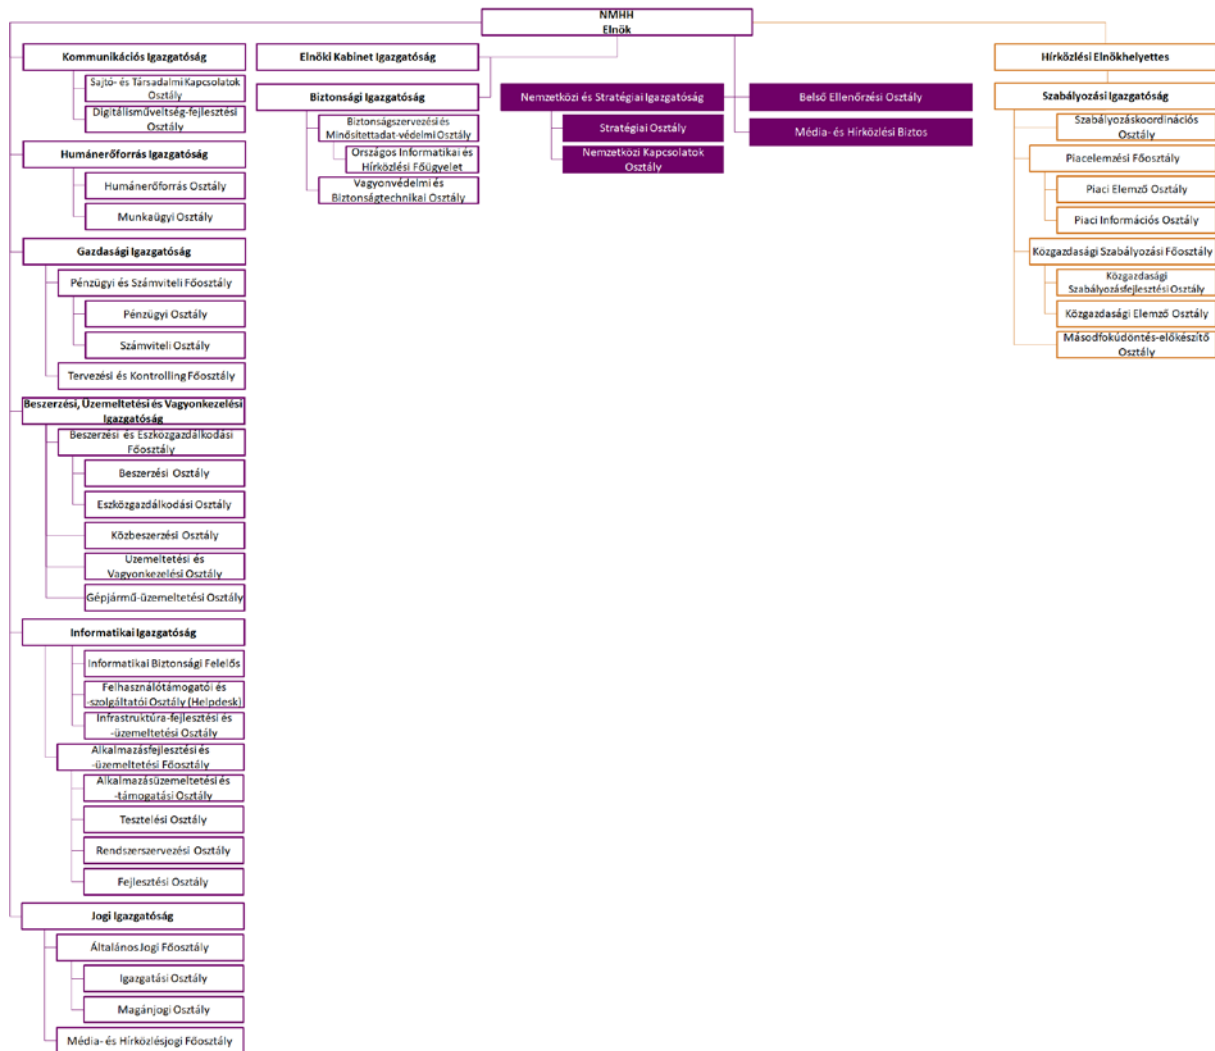 NMHH
Elnök
Kommunikációs Igazgatóság
Sajtó- és Társadalmi Kapcsolatok
Osztály
Digitálisműveltség-fejlesztési
Osztály
Humánerőforrás Igazgatóság
Humánerőforrás Osztály
Munkaügyi Osztály
Gazdasági Igazgatóság
Pénzügyi és Számviteli Főosztály
Pénzügyi Osztály
Számviteli Osztály
Tervezési és Kontrolling Főosztály
Beszerzési, Üzemeltetési és Vagyonkezelési
Igazgatóság
Beszerzési és Eszközgazdálkodási
Főosztály
Beszerzési Osztály
Eszközgazdálkodási Osztály
Közbeszerzési Osztály
Üzemeltetési és
Vagyonkezelési Osztály
Gépjármű-üzemeltetési Osztály
Informatikai Igazgatóság
Informatikai Biztonsági Felelős
Felhasználótámogatói és
-szolgáltatói Osztály (Helpdesk)
Infrastruktúra-fejlesztési és
-üzemeltetési Osztály
Alkalmazásfejlesztési és
-üzemeltetési Főosztály
Alkalmazásüzemeltetési és
-támogatási Osztály
Tesztelési Osztály
Rendszerszervezési Osztály
Fejlesztési Osztály
Jogi Igazgatóság
Általános Jogi Főosztály
Igazgatási Osztály
Magánjogi Osztály
Média- és Hírközlésjogi Főosztály
Elnöki Kabinet Igazgatóság
Biztonsági Igazgatóság
Biztonságszervezési és
Minősítettadat-védelmi Osztály
Országos Informatikai és
Hírközlési Főügyelet
Vagyonvédelmi és
Biztonságtechnikai Osztály
Nemzetközi és Stratégiai Igazgatóság
Stratégiai Osztály
Nemzetközi Kapcsolatok
Osztály
Belső Ellenőrzési Osztály
Média- és Hírközlési Biztos
Hírközlési Elnökhelyettes
Szabályozási Igazgatóság
Szabályozáskoordinációs
Osztály
Piacelemzési Főosztály
Piaci Elemző Osztály
Piaci Információs Osztály
Közgazdasági Szabályozási Főosztály
Közgazdasági
Szabályozásfejlesztési Osztály
Közgazdasági Elemző Osztály
Másodfokúdöntés-előkészítő
Osztály